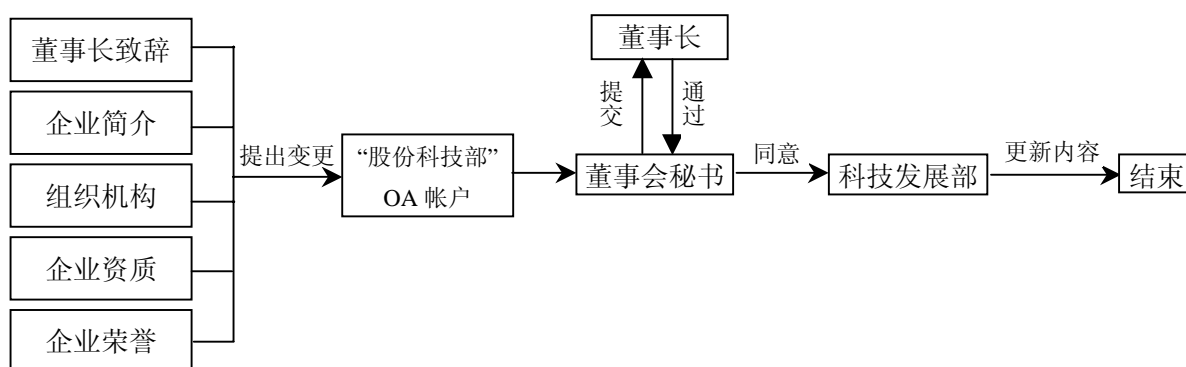 董事长致辞
企业简介
组织机构
企业资质
企业荣誉
提出变更
“股份科技部”
OA 帐户
董事长
提交
通过
董事会秘书
同意
科技发展部
更新内容
结束